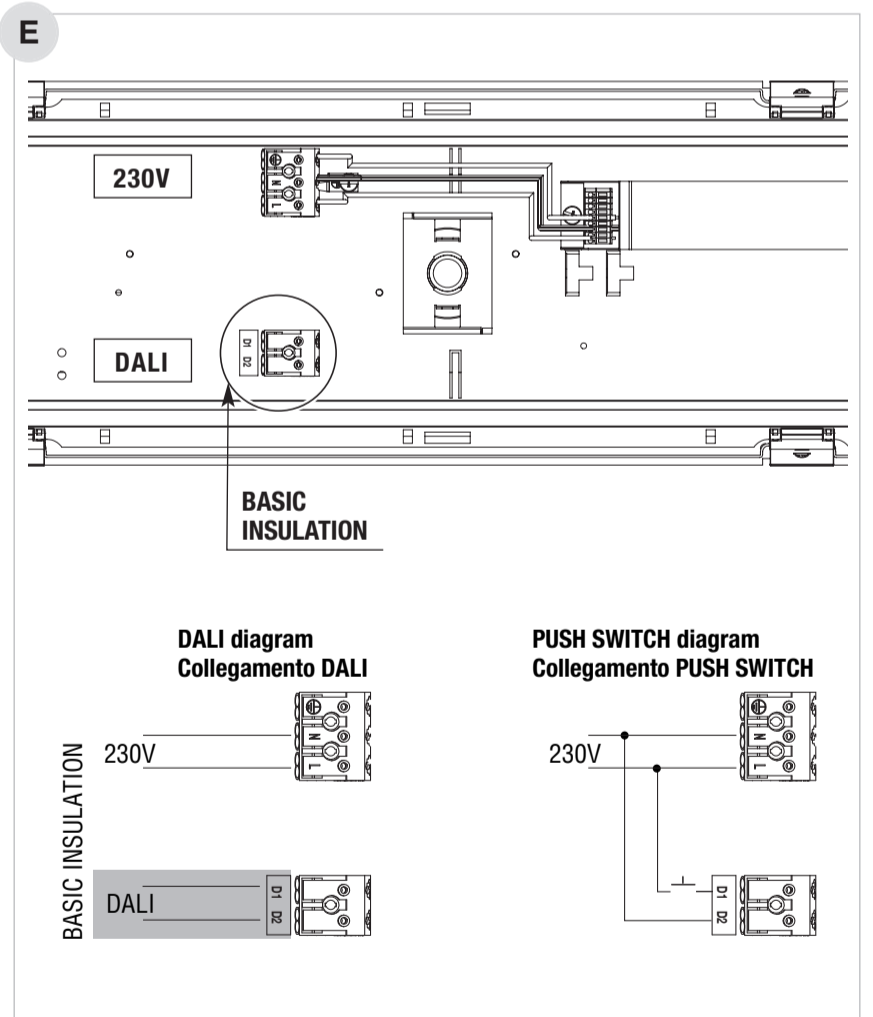 E
230V
N
L
DALI
D1 D2
BASIC
INSULATION
DALI diagram
Collegamento DALI
230V
N
L
BASIC INSULATION
DALI
D1 D2
PUSH SWITCH diagram
Collegamento PUSH SWITCH
230V
N
L
D1 D2